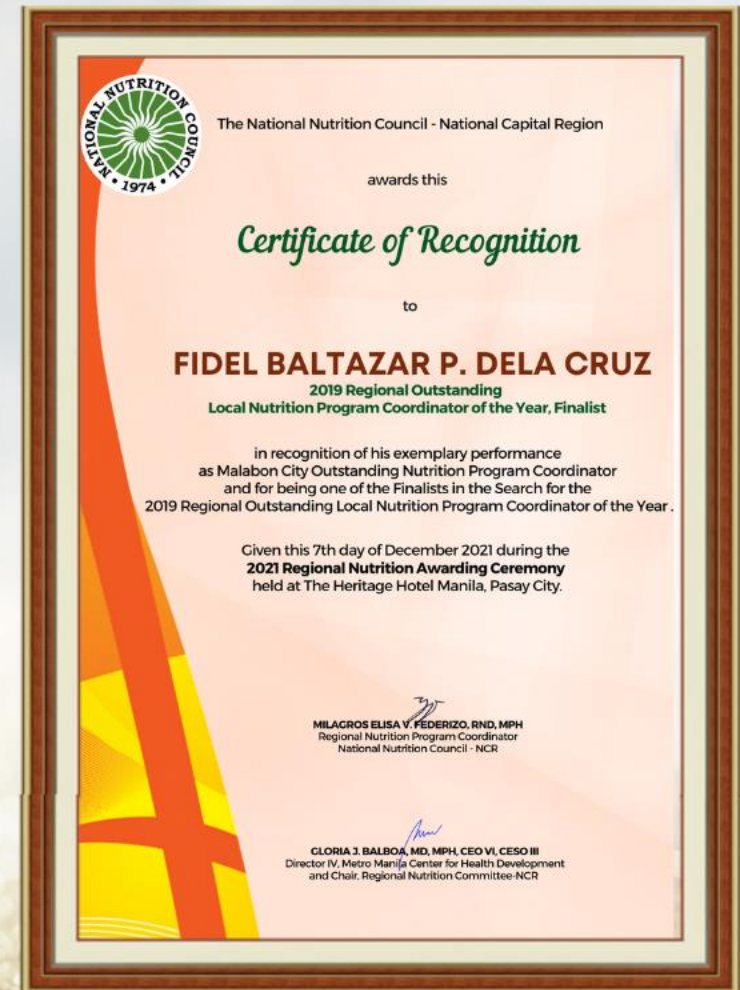 NATIONAL NUTRITION COUNCIL • 1974 •
The National Nutrition Council - National Capital Region
awards this
Certificate of Recognition
to
FIDEL BALTAZAR P. DELA CRUZ
2019 Regional Outstanding
Local Nutrition Program Coordinator of the Year, Finalist
in recognition of his exemplary performance
as Malabon City Outstanding Nutrition Program Coordinator
and for being one of the Finalists in the Search for the
2019 Regional Outstanding Local Nutrition Program Coordinator of the Year .
Given this 7th day of December 2021 during the
2021 Regional Nutrition Awarding Ceremony
held at The Heritage Hotel Manila, Pasay City.
MILAGROS ELISA V. FEDERIZO, RND, MPH
Regional Nutrition Program Coordinator
National Nutrition Council - NCR
GLORIA J. BALBOA, MD, MPH, CEO VI, CESO III
Director IV, Metro Manila Center for Health Development
and Chair, Regional Nutrition Committee-NCR